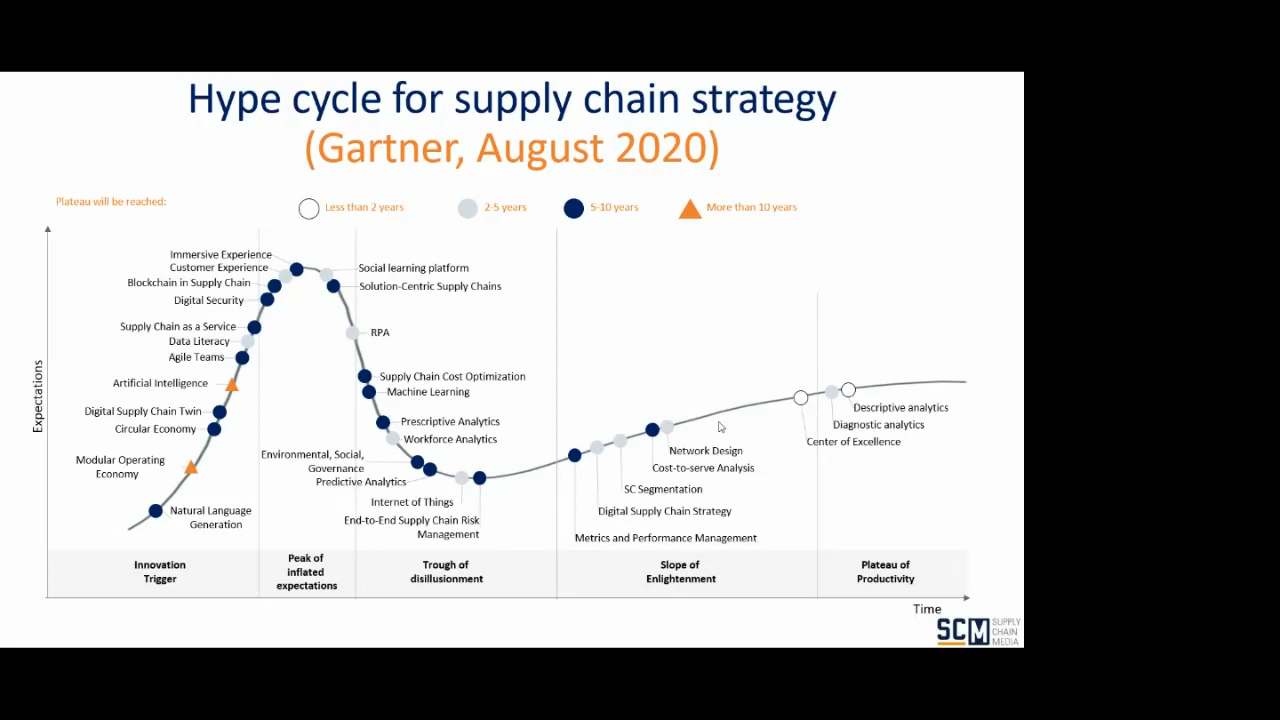 Hype cycle for supply chain strategy
(Gartner, August 2020)
Plateau will be reached:
Less than 2 years
2-5 years
5-10 years
More than 10 years
Expectations
Immersive Experience
Customer Experience
Blockchain in Supply Chain
Digital Security
Supply Chain as a Service
Data Literacy
Agile Teams
Artificial Intelligence
Digital Supply Chain Twin
Circular Economy
Modular Operating
Economy
Natural Language
Generation
Social learning platform
Solution-Centric Supply Chains
RPA
Supply Chain Cost Optimization
Machine Learning
Prescriptive Analytics
Workforce Analytics
Environmental, Social,
Governance
Predictive Analytics
Internet of Things
End-to-End Supply Chain Risk
Management
Network Design
Cost-to-serve Analysis
SC Segmentation
Digital Supply Chain Strategy
Metrics and Performance Management
Descriptive analytics
Diagnostic analytics
Center of Excellence
Innovation
Trigger
Peak of
inflated
expectations
Trough of
disillusionment
Slope of
Enlightenment
Plateau of
Productivity
Time
SCM
SUPPLY
CHAIN
MEDIA